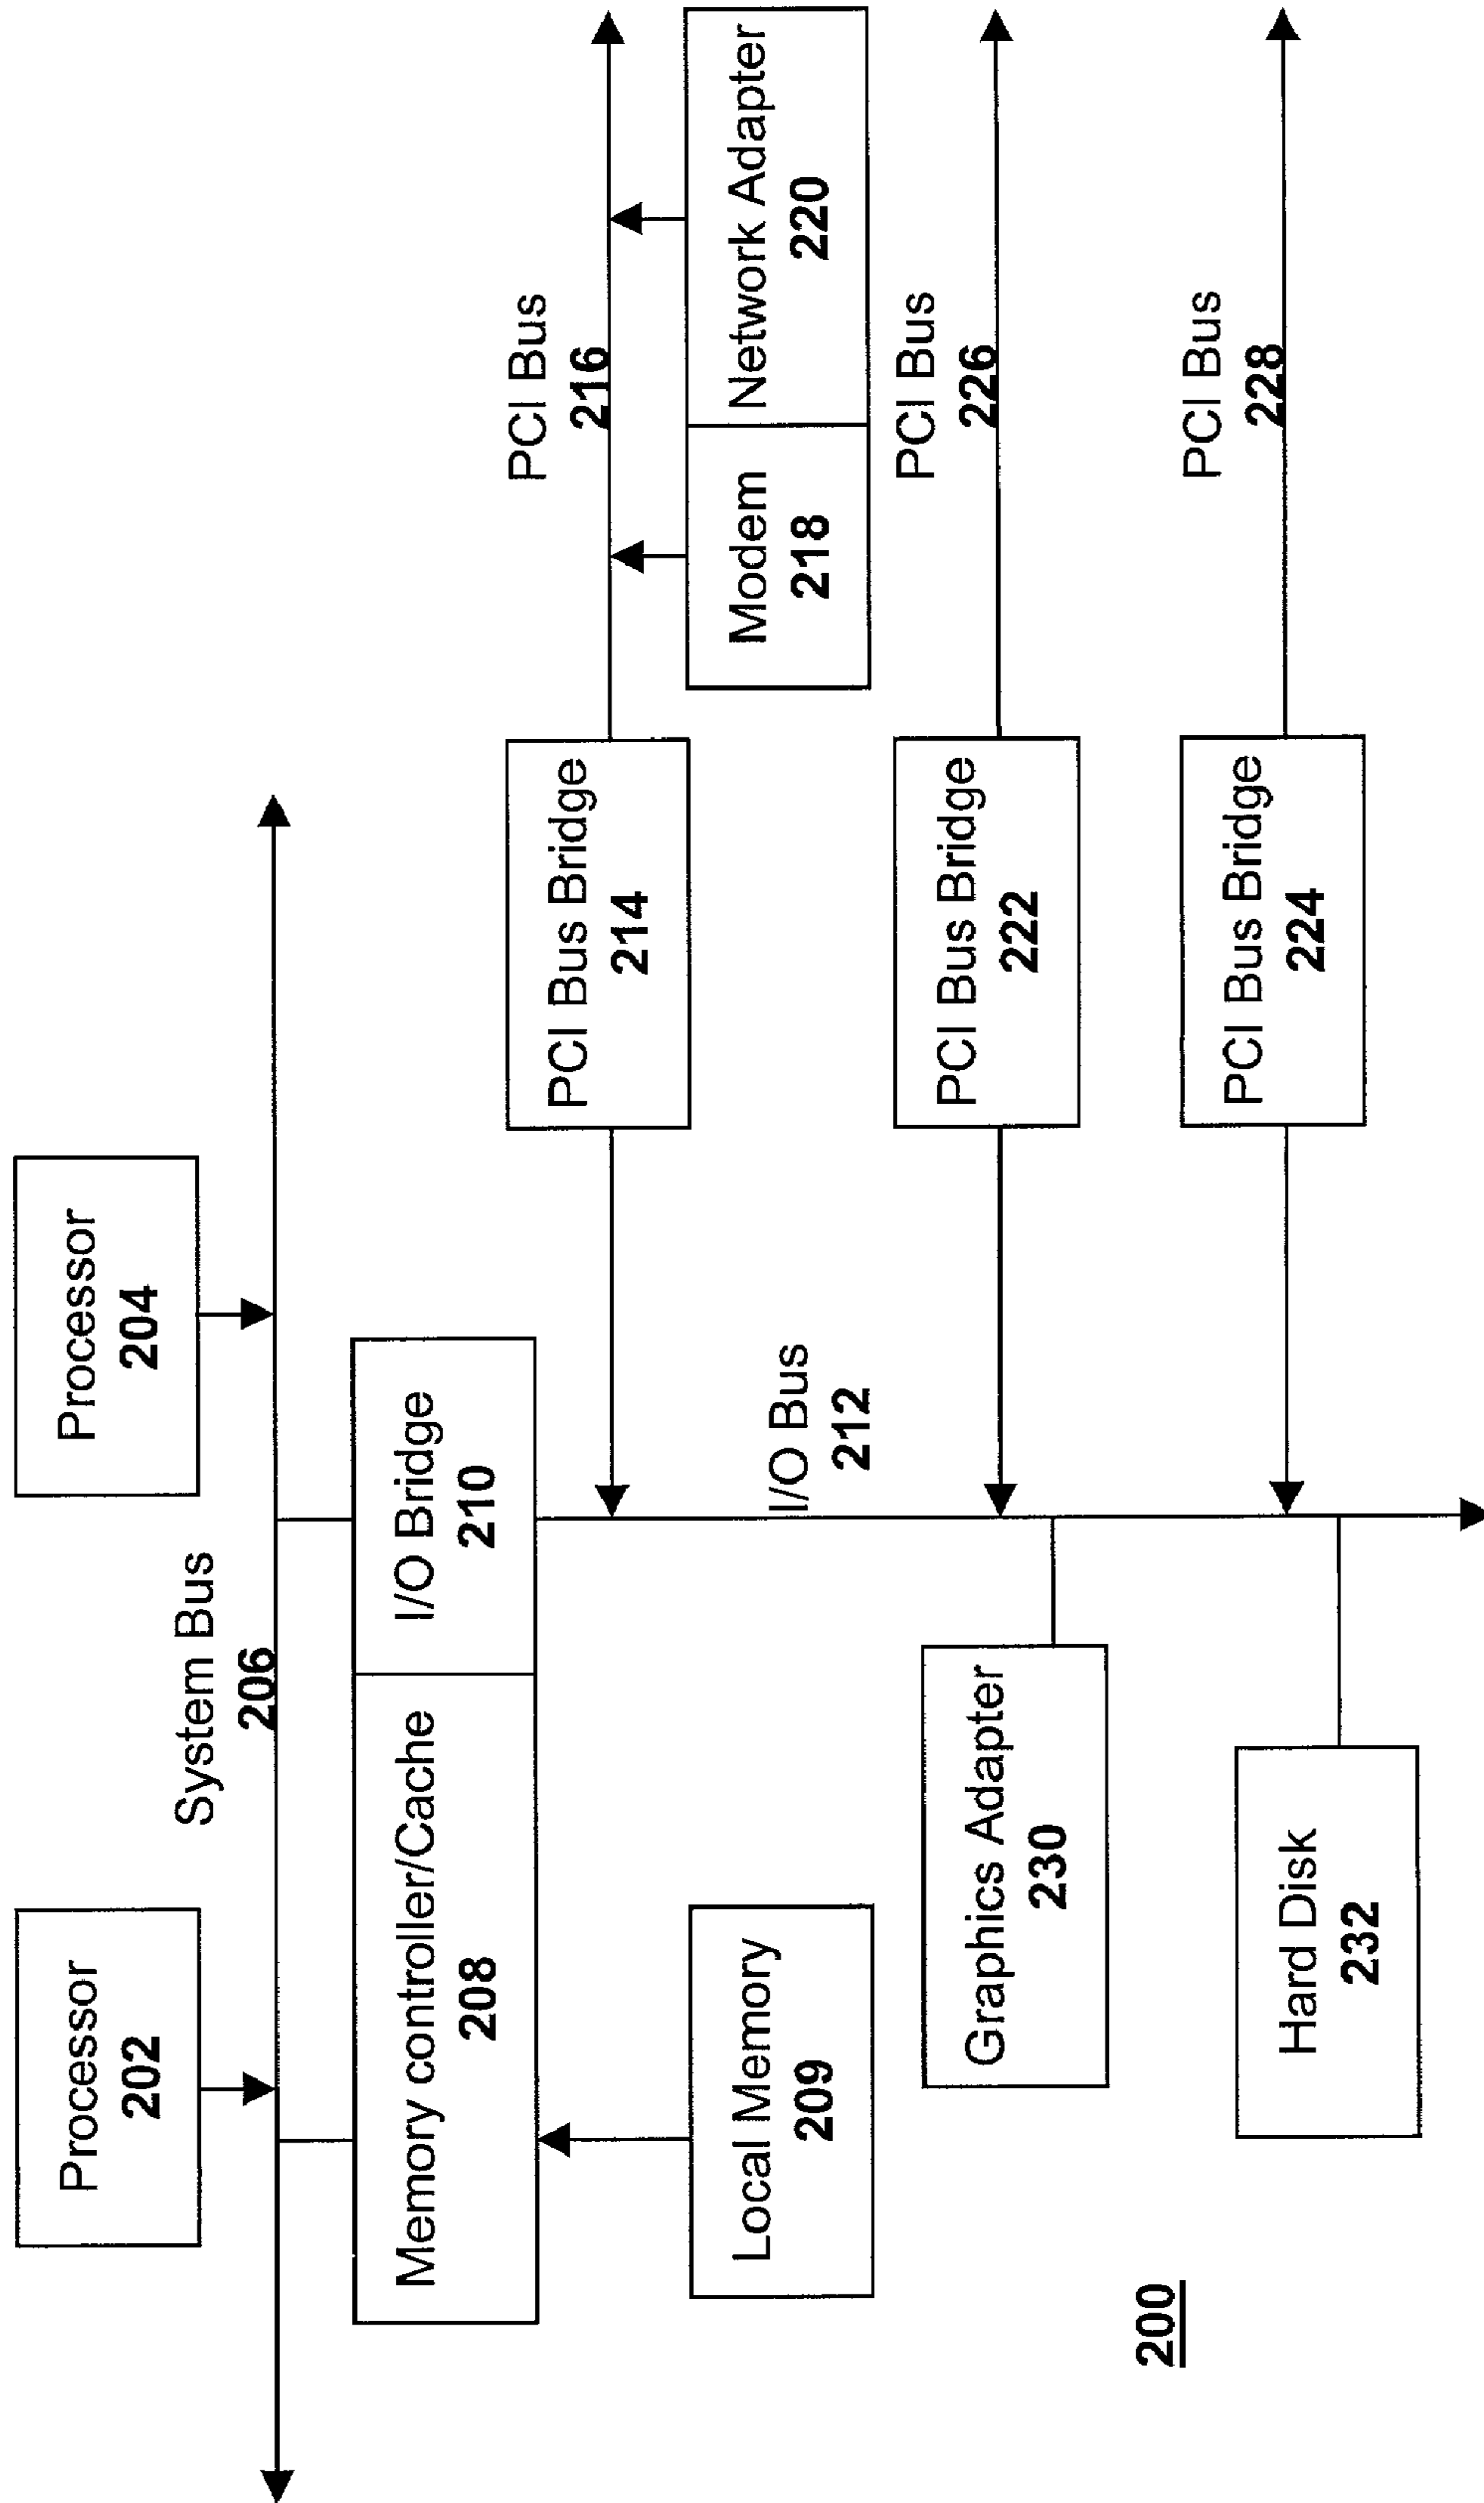 Processor
202
Processor
204
System Bus
206
Memory controller/Cache
208
I/O Bridge
210
Local Memory
209
I/O Bus
212
PCI Bus Bridge
214
PCI Bus
216
Modem
218
Network Adapter
220
Graphics Adapter
230
PCI Bus Bridge
222
PCI Bus
226
Hard Disk
232
PCI Bus Bridge
224
PCI Bus
228
200